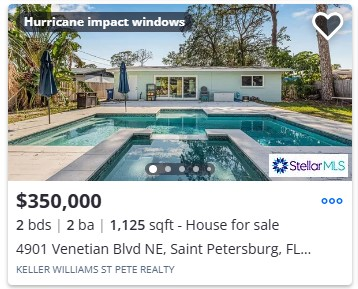 Hurricane impact windows
StellarMLS
$350,000
2 bds | 2 ba | 1,125 sqft - House for sale
4901 Venetian Blvd NE, Saint Petersburg, FL...
KELLER WILLIAMS ST PETE REALTY